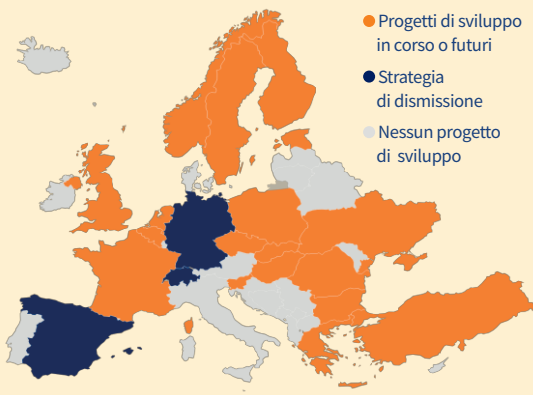 Progetti di sviluppo
in corso o futuri
Strategia
di dismissione
Nessun progetto
di sviluppo